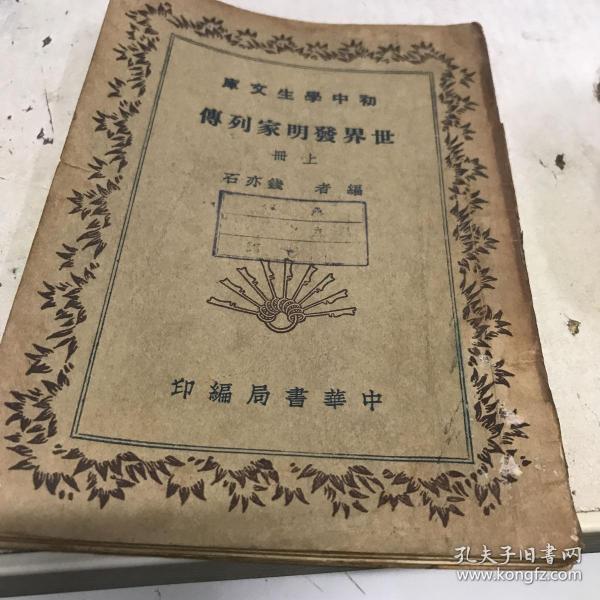 初中學生文庫
世界發明家列傳
上冊
編者 錢亦石
中華書局編印
孔夫子旧书网
www.kongfz.com